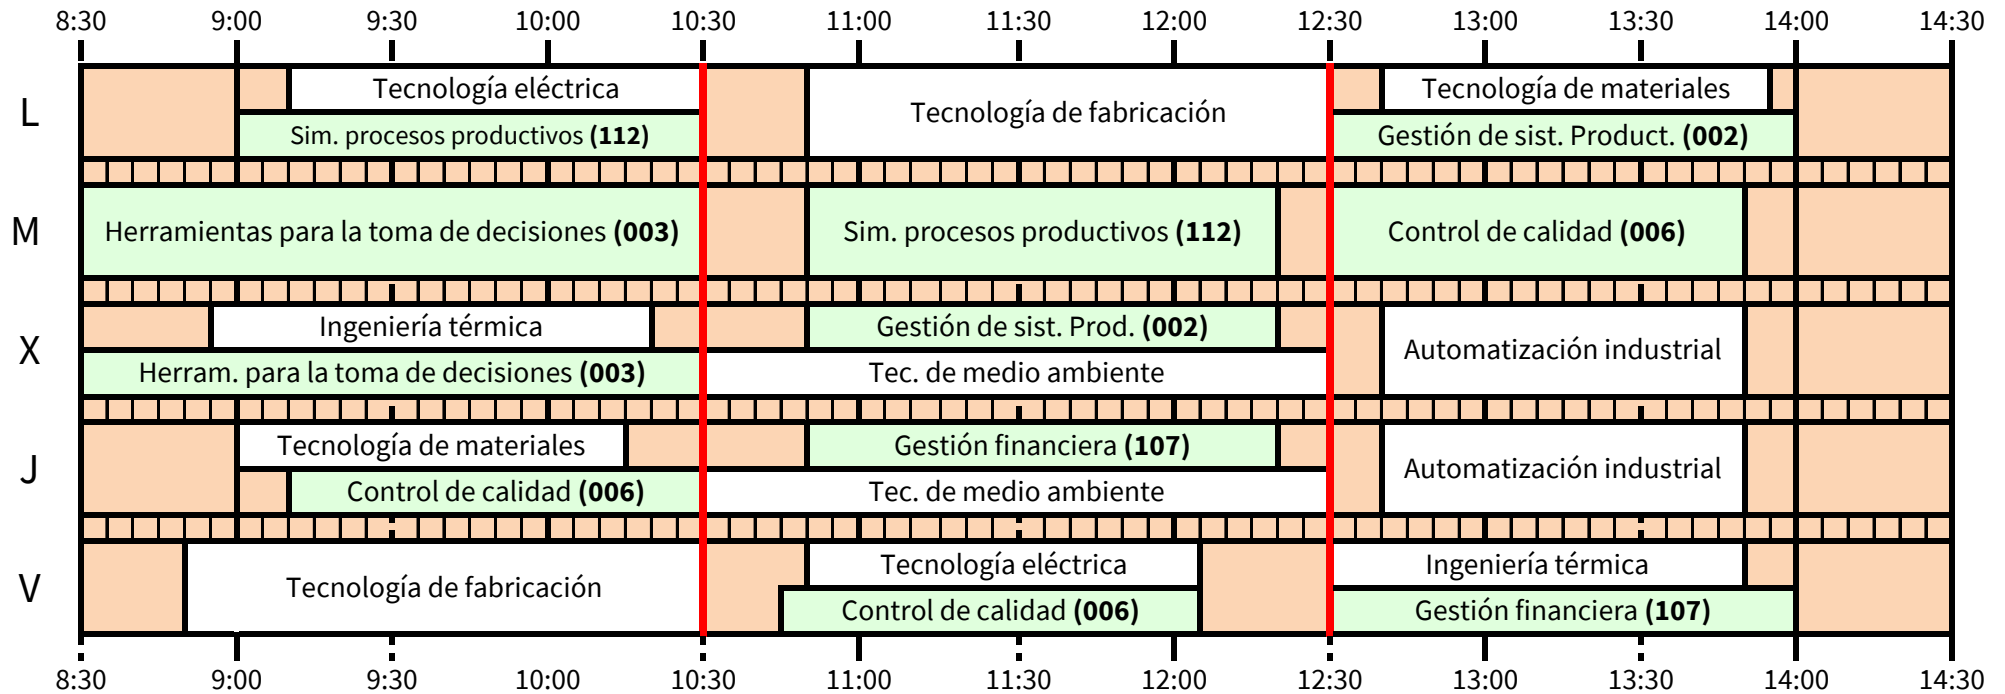 8:30 9:00 9:30 10:00 10:30 11:00 11:30 12:00 12:30 13:00 13:30 14:00 14:30
L
Tecnología eléctrica
Sim. procesos productivos (112)
Tecnología de fabricación
Tecnología de materiales
Gestión de sist. Product. (002)
M
Herramientas para la toma de decisiones (003)
Sim. procesos productivos (112)
Control de calidad (006)
X
Ingeniería térmica
Herram. para la toma de decisiones (003)
Gestión de sist. Prod. (002)
Tec. de medio ambiente
Automatización industrial
J
Tecnología de materiales
Control de calidad (006)
Gestión financiera (107)
Tec. de medio ambiente
Automatización industrial
V
Tecnología de fabricación
Tecnología eléctrica
Control de calidad (006)
Ingeniería térmica
Gestión financiera (107)
8:30 9:00 9:30 10:00 10:30 11:00 11:30 12:00 12:30 13:00 13:30 14:00 14:30